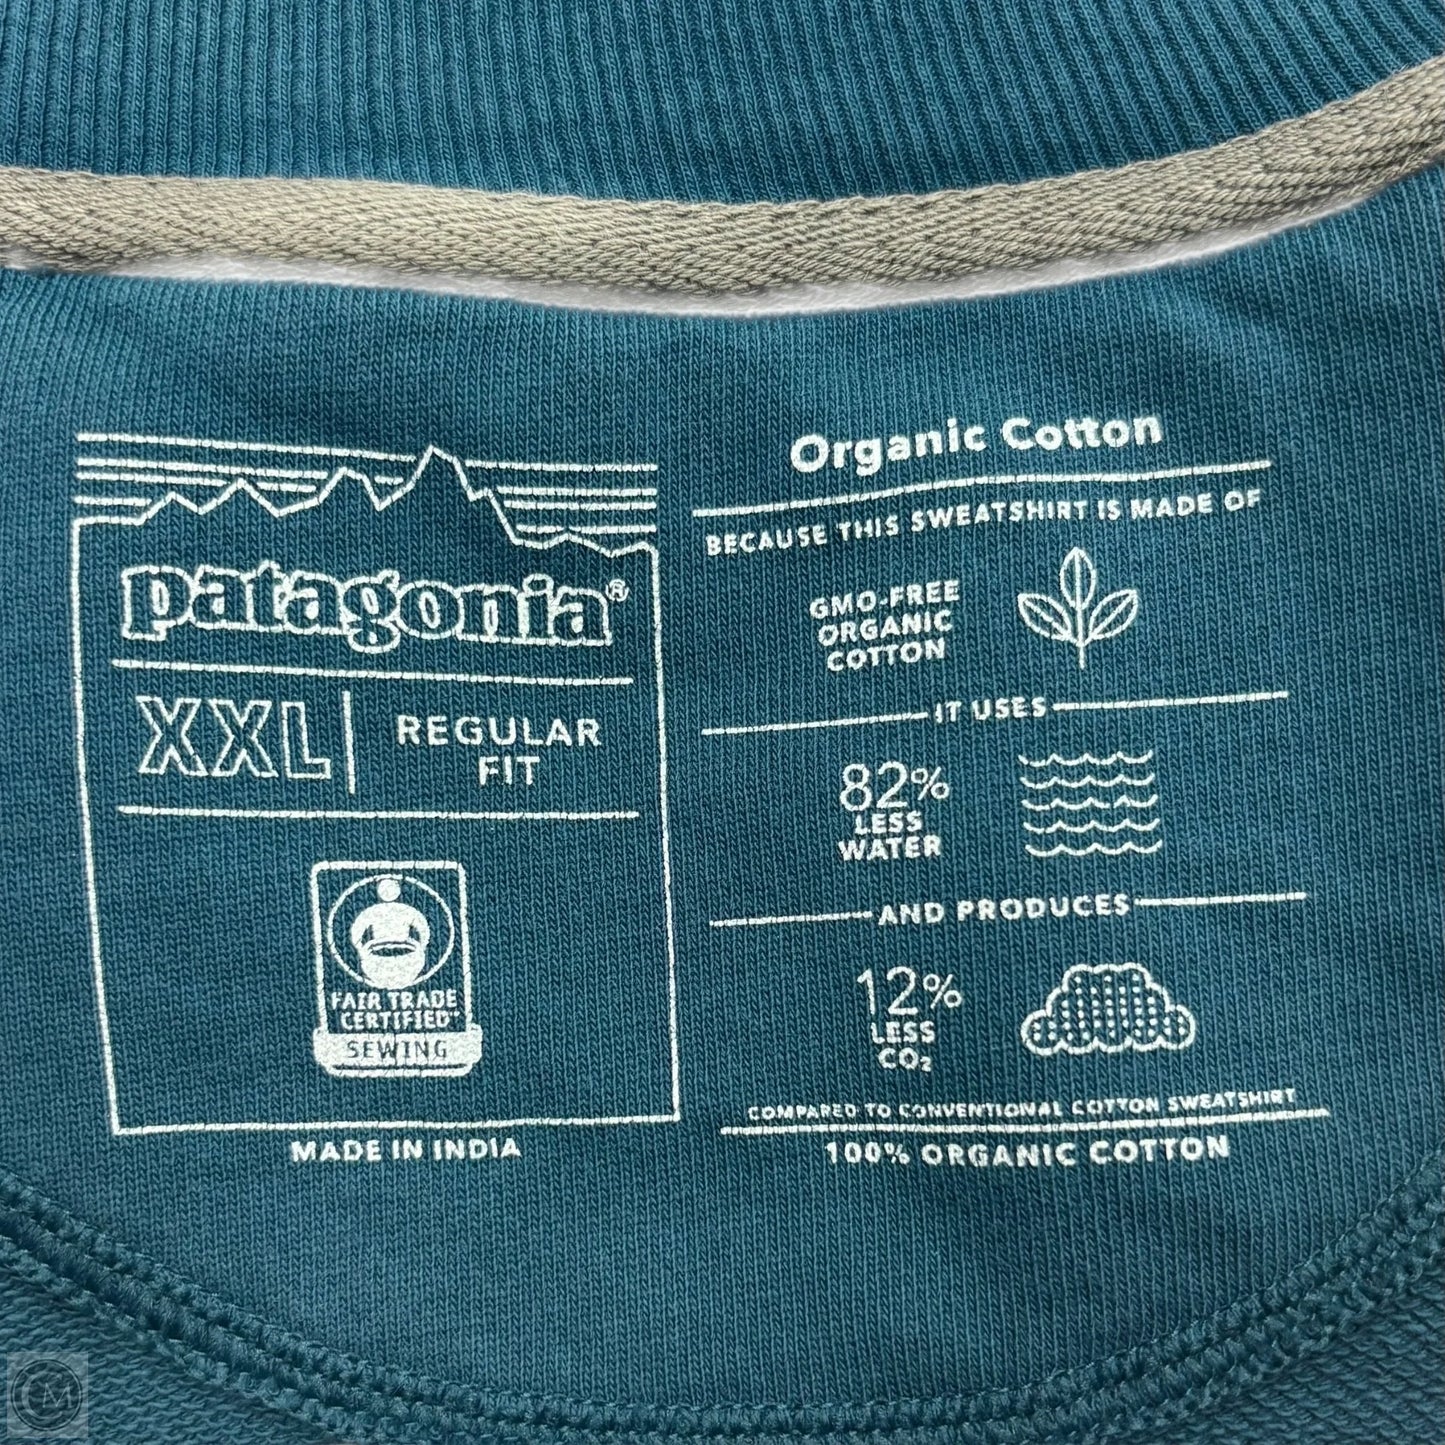 patagonia®
XXL
REGULAR
FIT
FAIR TRADE
CERTIFIED™
SEWING
MADE IN INDIA
Organic Cotton
BECAUSE THIS SWEATSHIRT IS MADE OF
GMO-FREE
ORGANIC
COTTON
IT USES
82%
LESS
WATER
AND PRODUCES
12%
LESS
CO₂
COMPARED TO CONVENTIONAL COTTON SWEATSHIRT
100% ORGANIC COTTON
CM